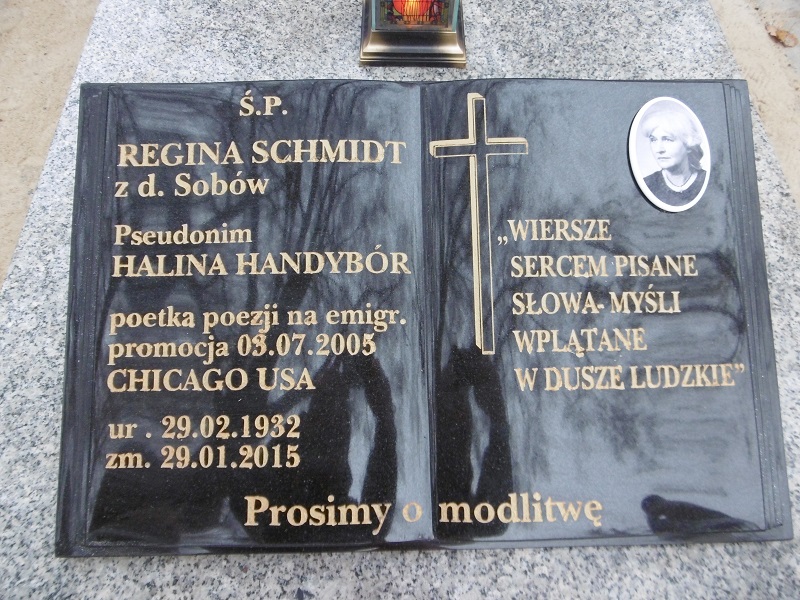 Ś.P.
REGINA SCHMIDT
z d. Sobów
Pseudonim
HALINA HANDYBÓR
poetka poezji na emigr.
promocja 03.07.2005
CHICAGO USA
ur . 29.02.1932
zm. 29.01.2015
„WIERSZE
SERCEM PISANE
SŁOWA- MYŚLI
WPLĄTANE
W DUSZE LUDZKIE”
Prosimy o modlitwę